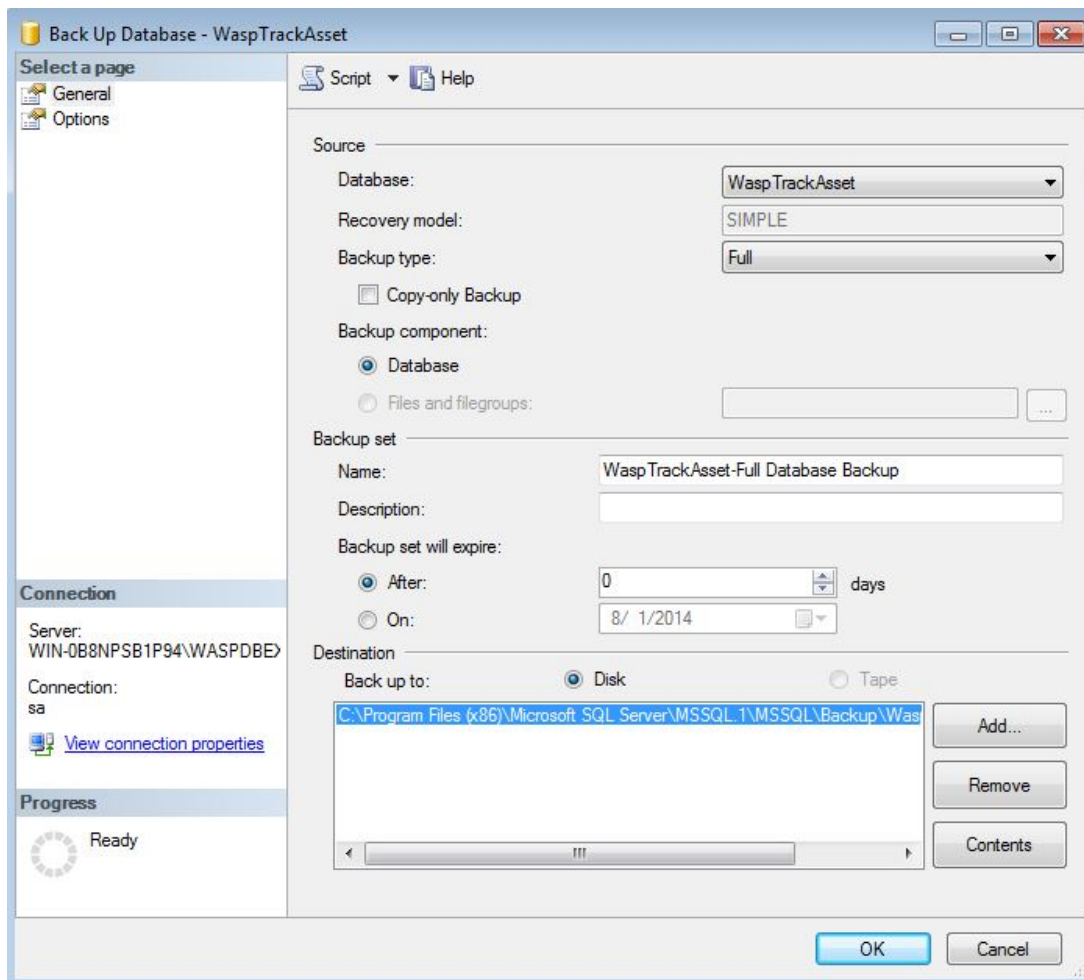 Back Up Database - WaspTrackAsset
Select a page
General
Options
Script
Help
Source
Database:
WaspTrackAsset
Recovery model:
SIMPLE
Backup type:
Full
Copy-only Backup
Backup component:
Database
Files and filegroups:
...
Backup set
Name:
WaspTrackAsset-Full Database Backup
Description:
Backup set will expire:
After:
0
days
On:
8/ 1/2014
Destination
Back up to:
Disk
Tape
C:\Program Files (x86)\Microsoft SQL Server\MSSQL.1\MSSQL\Backup\Was
Add...
Remove
Contents
Connection
Server:
WIN-0B8NPSB1P94\WASPDBEX
Connection:
sa
View connection properties
Progress
Ready
OK
Cancel